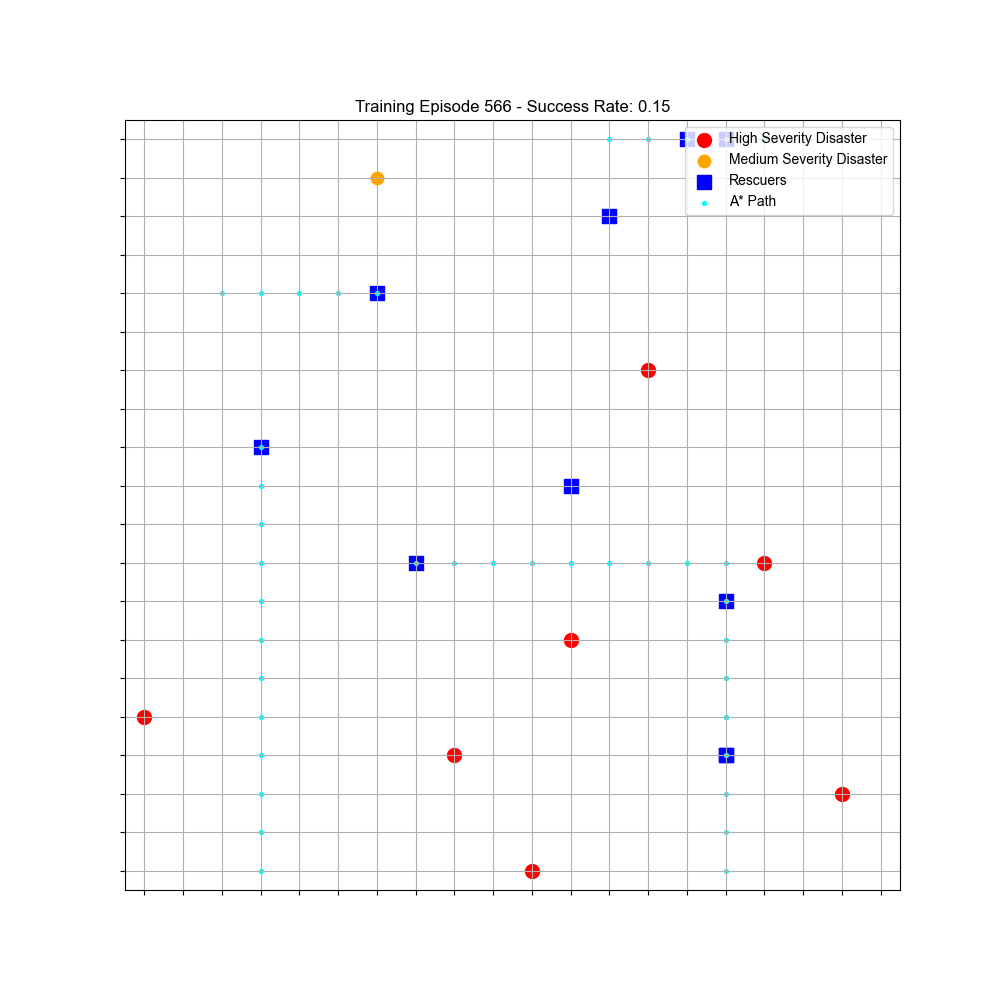 Training Episode 566 - Success Rate: 0.15
High Severity Disaster
Medium Severity Disaster
Rescuers
A* Path